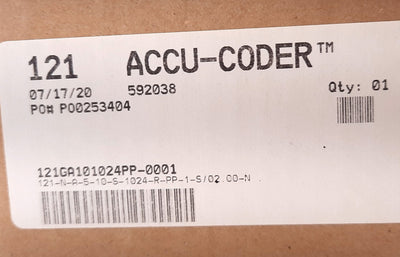 121 ACCU-CODER™
07/17/20 592038 Qty: 01
PO# PO0253404
121GA101024PP-0001
121-N-A-5-10-S-1024-R-PP-1-S/02.00-N